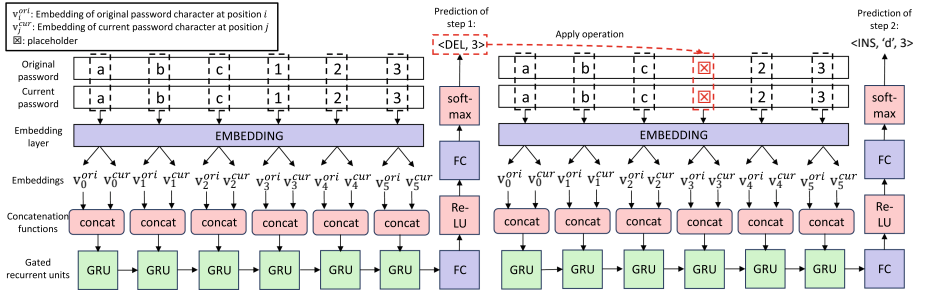 v_i^ori: Embedding of original password character at position i
v_j^cur: Embedding of current password character at position j
☒: placeholder
Prediction of step 1:
<DEL, 3>
Apply operation
Prediction of step 2:
<INS, 'd', 3>
Original password
a b c 1 2 3
a b c ☒ 2 3
Current password
a b c 1 2 3
a b c ☒ 2 3
soft-max
soft-max
Embedding layer
EMBEDDING
EMBEDDING
FC
FC
Embeddings
v_0^ori v_0^cur v_1^ori v_1^cur v_2^ori v_2^cur v_3^ori v_3^cur v_4^ori v_4^cur v_5^ori v_5^cur
v_0^ori v_0^cur v_1^ori v_1^cur v_2^ori v_2^cur v_3^ori v_3^cur v_4^ori v_4^cur v_5^ori v_5^cur
Re-LU
Re-LU
Concatenation functions
concat concat concat concat concat concat
concat concat concat concat concat concat
Gated recurrent units
GRU GRU GRU GRU GRU GRU FC
GRU GRU GRU GRU GRU GRU FC